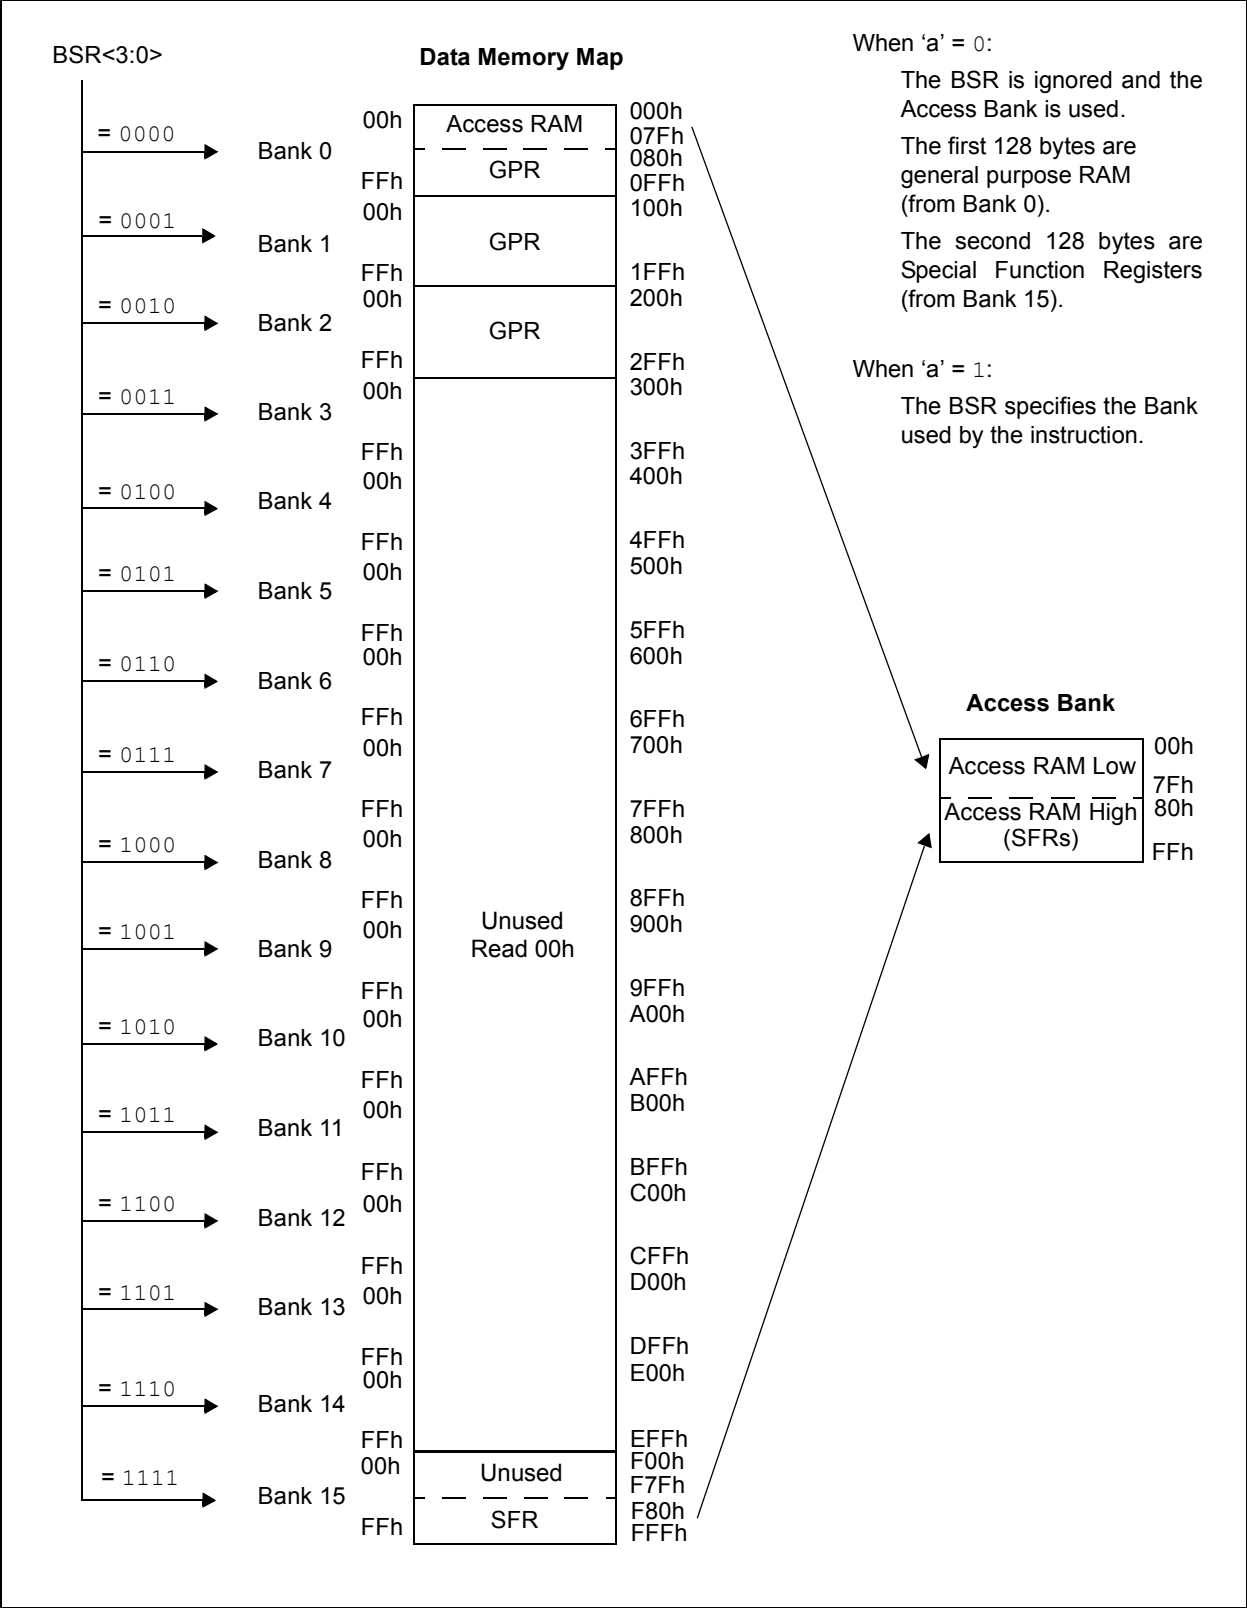 BSR<3:0>
Data Memory Map
= 0000
Bank 0
00h
Access RAM
000h
07Fh
GPR
080h
FFh
0FFh
= 0001
Bank 1
00h
GPR
100h
FFh
1FFh
= 0010
Bank 2
00h
GPR
200h
FFh
2FFh
= 0011
Bank 3
00h
300h
FFh
3FFh
= 0100
Bank 4
00h
400h
FFh
4FFh
= 0101
Bank 5
00h
500h
FFh
5FFh
= 0110
Bank 6
00h
600h
FFh
6FFh
= 0111
Bank 7
00h
700h
FFh
7FFh
= 1000
Bank 8
00h
800h
FFh
8FFh
Unused
Read 00h
= 1001
Bank 9
00h
900h
FFh
9FFh
= 1010
Bank 10
00h
A00h
FFh
AFFh
= 1011
Bank 11
00h
B00h
FFh
BFFh
= 1100
Bank 12
00h
C00h
FFh
CFFh
= 1101
Bank 13
00h
D00h
FFh
DFFh
= 1110
Bank 14
00h
E00h
FFh
EFFh
= 1111
Bank 15
00h
Unused
F00h
F7Fh
SFR
F80h
FFh
FFFh
When ‘a’ = 0:
The BSR is ignored and the
Access Bank is used.
The first 128 bytes are
general purpose RAM
(from Bank 0).
The second 128 bytes are
Special Function Registers
(from Bank 15).
When ‘a’ = 1:
The BSR specifies the Bank
used by the instruction.
Access Bank
Access RAM Low
00h
7Fh
Access RAM High
(SFRs)
80h
FFh